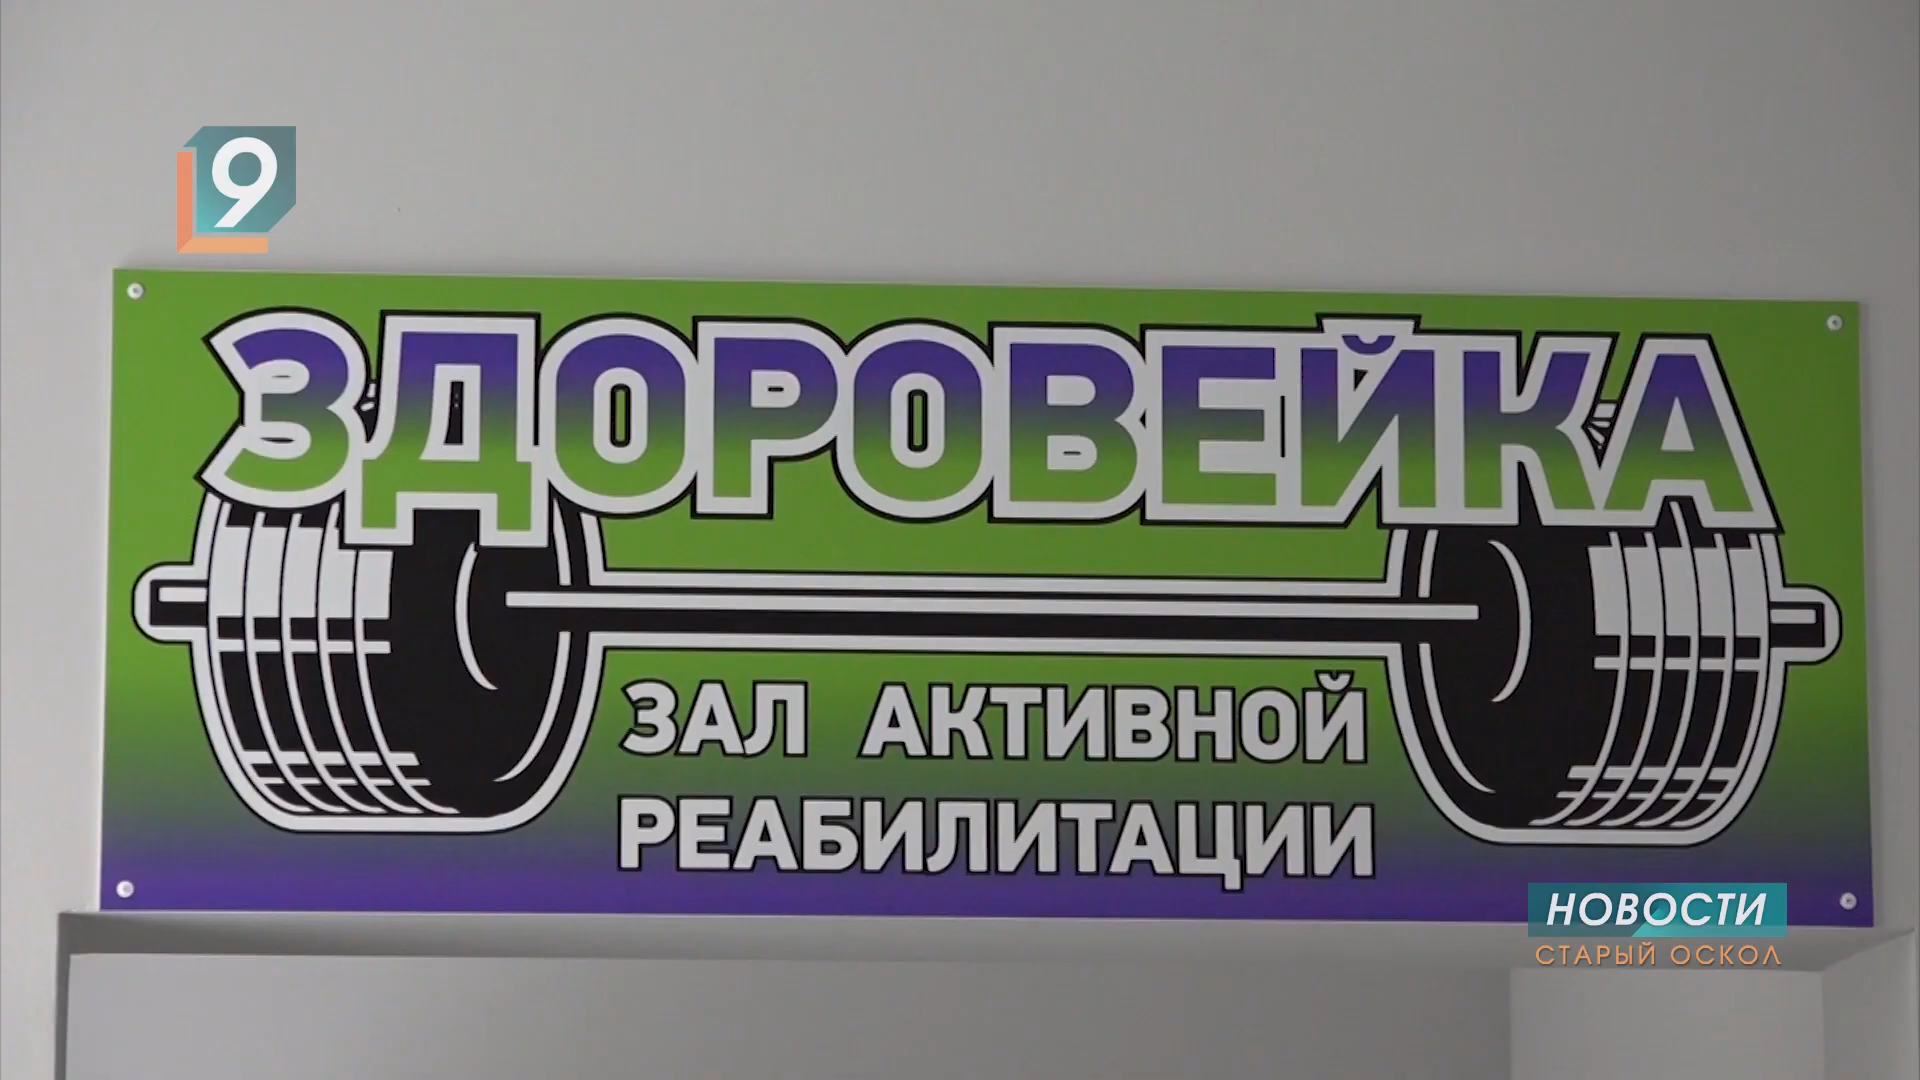 9
ЗДОРОВЕЙКА
ЗАЛ АКТИВНОЙ
РЕАБИЛИТАЦИИ
НОВОСТИ
СТАРЫЙ ОСКОЛ